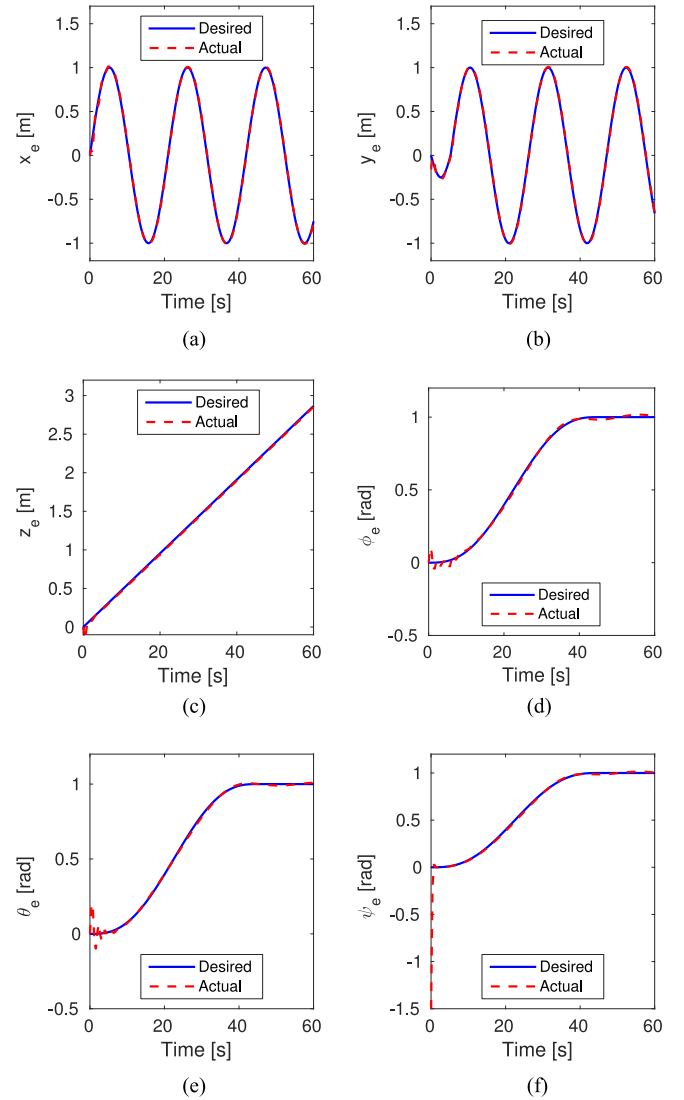 1.5
1
0.5
0
-0.5
-1
x_e [m]
Desired
Actual
0
20
40
60
Time [s]
(a)
1.5
1
0.5
0
-0.5
-1
y_e [m]
Desired
Actual
0
20
40
60
Time [s]
(b)
3
2.5
2
1.5
1
0.5
0
z_e [m]
Desired
Actual
0
20
40
60
Time [s]
(c)
1
0.5
0
-0.5
ϕ_e [rad]
Desired
Actual
0
20
40
60
Time [s]
(d)
1
0.5
0
-0.5
θ_e [rad]
Desired
Actual
0
20
40
60
Time [s]
(e)
1
0.5
0
-0.5
-1
-1.5
ψ_e [rad]
Desired
Actual
0
20
40
60
Time [s]
(f)